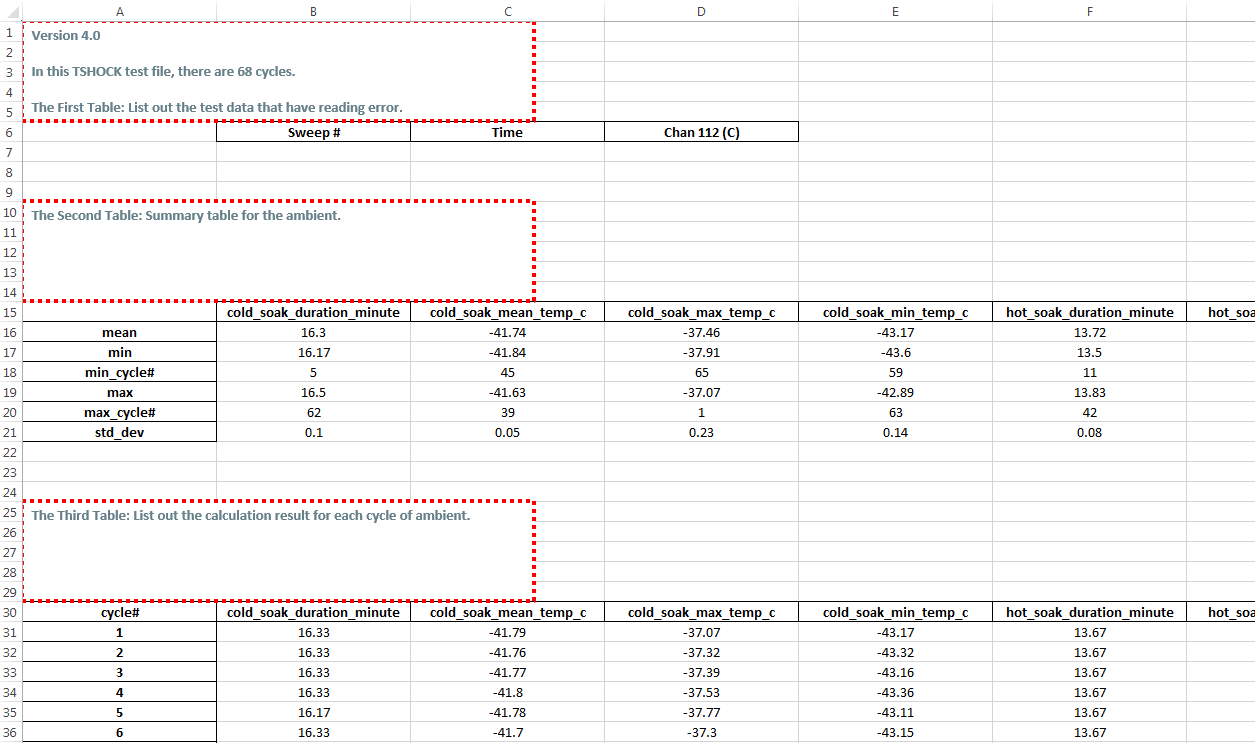 A B C D E F
1 Version 4.0
2
3 In this TSHOCK test file, there are 68 cycles.
4
5 The First Table: List out the test data that have reading error.
6 Sweep # Time Chan 112 (C)
7
8
9
10 The Second Table: Summary table for the ambient.
11
12
13
14
15 cold_soak_duration_minute cold_soak_mean_temp_c cold_soak_max_temp_c cold_soak_min_temp_c hot_soak_duration_minute hot_soa
16 mean 16.3 -41.74 -37.46 -43.17 13.72
17 min 16.17 -41.84 -37.91 -43.6 13.5
18 min_cycle# 5 45 65 59 11
19 max 16.5 -41.63 -37.07 -42.89 13.83
20 max_cycle# 62 39 1 63 42
21 std_dev 0.1 0.05 0.23 0.14 0.08
22
23
24
25 The Third Table: List out the calculation result for each cycle of ambient.
26
27
28
29
30 cycle# cold_soak_duration_minute cold_soak_mean_temp_c cold_soak_max_temp_c cold_soak_min_temp_c hot_soak_duration_minute hot_soa
31 1 16.33 -41.79 -37.07 -43.17 13.67
32 2 16.33 -41.76 -37.32 -43.32 13.67
33 3 16.33 -41.77 -37.39 -43.16 13.67
34 4 16.33 -41.8 -37.53 -43.36 13.67
35 5 16.17 -41.78 -37.77 -43.11 13.67
36 6 16.33 -41.7 -37.3 -43.15 13.67